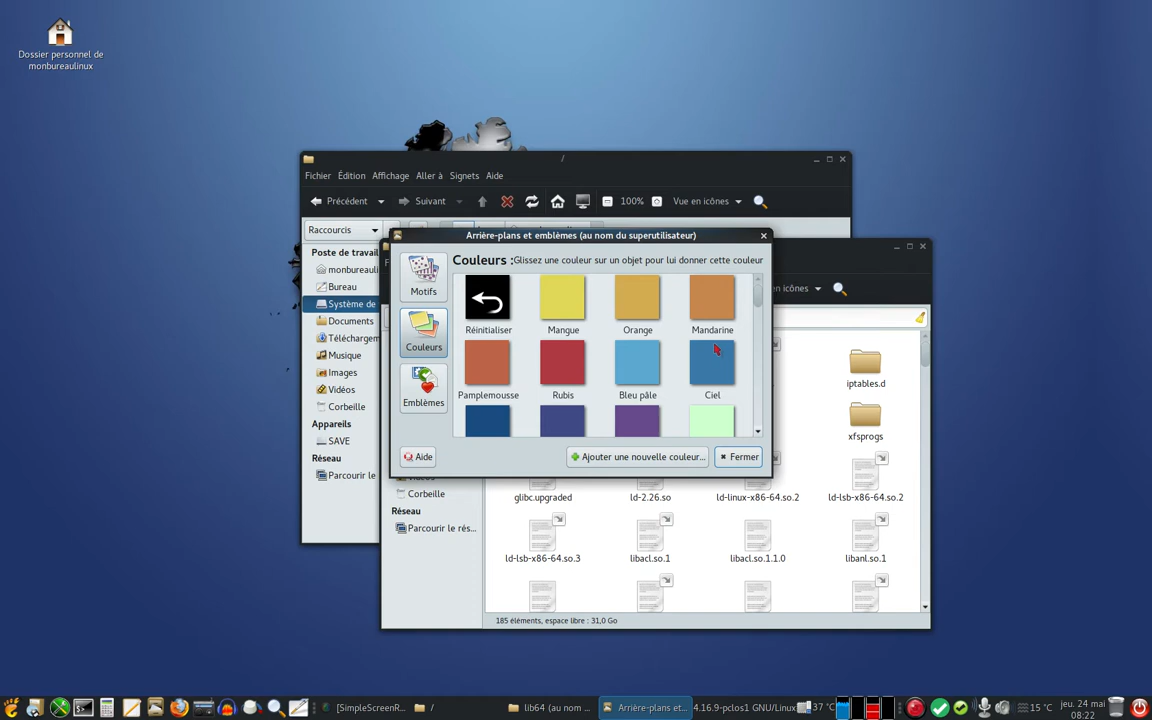 Dossier personnel de
monbureaulinux
/
Fichier Édition Affichage Aller à Signets Aide
Précédent Suivant 100% Vue en icônes
Raccourcis
Poste de travail
monbureauli
Bureau
Système de
Documents
Téléchargem
Musique
Images
Vidéos
Corbeille
Appareils
SAVE
Réseau
Parcourir le
Arrière-plans et emblèmes (au nom du superutilisateur)
Motifs
Couleurs
Emblèmes
Couleurs : Glissez une couleur sur un objet pour lui donner cette couleur
Réinitialiser Mangue Orange Mandarine
Pamplemousse Rubis Bleu pâle Ciel
Aide Ajouter une nouvelle couleur... Fermer
en icônes
iptables.d
xfsprogs
Corbeille
Réseau
Parcourir le rés...
glibc.upgraded ld-2.26.so ld-linux-x86-64.so.2 ld-lsb-x86-64.so.2
ld-lsb-x86-64.so.3 libacl.so.1 libacl.so.1.1.0 libanl.so.1
185 éléments, espace libre : 31,0 Go
[SimpleScreenR... / lib64 (au nom ... Arrière-plans et... 4.16.9-pclos1 GNU/Linux 37 °C 15 °C jeu. 24 mai
08:22